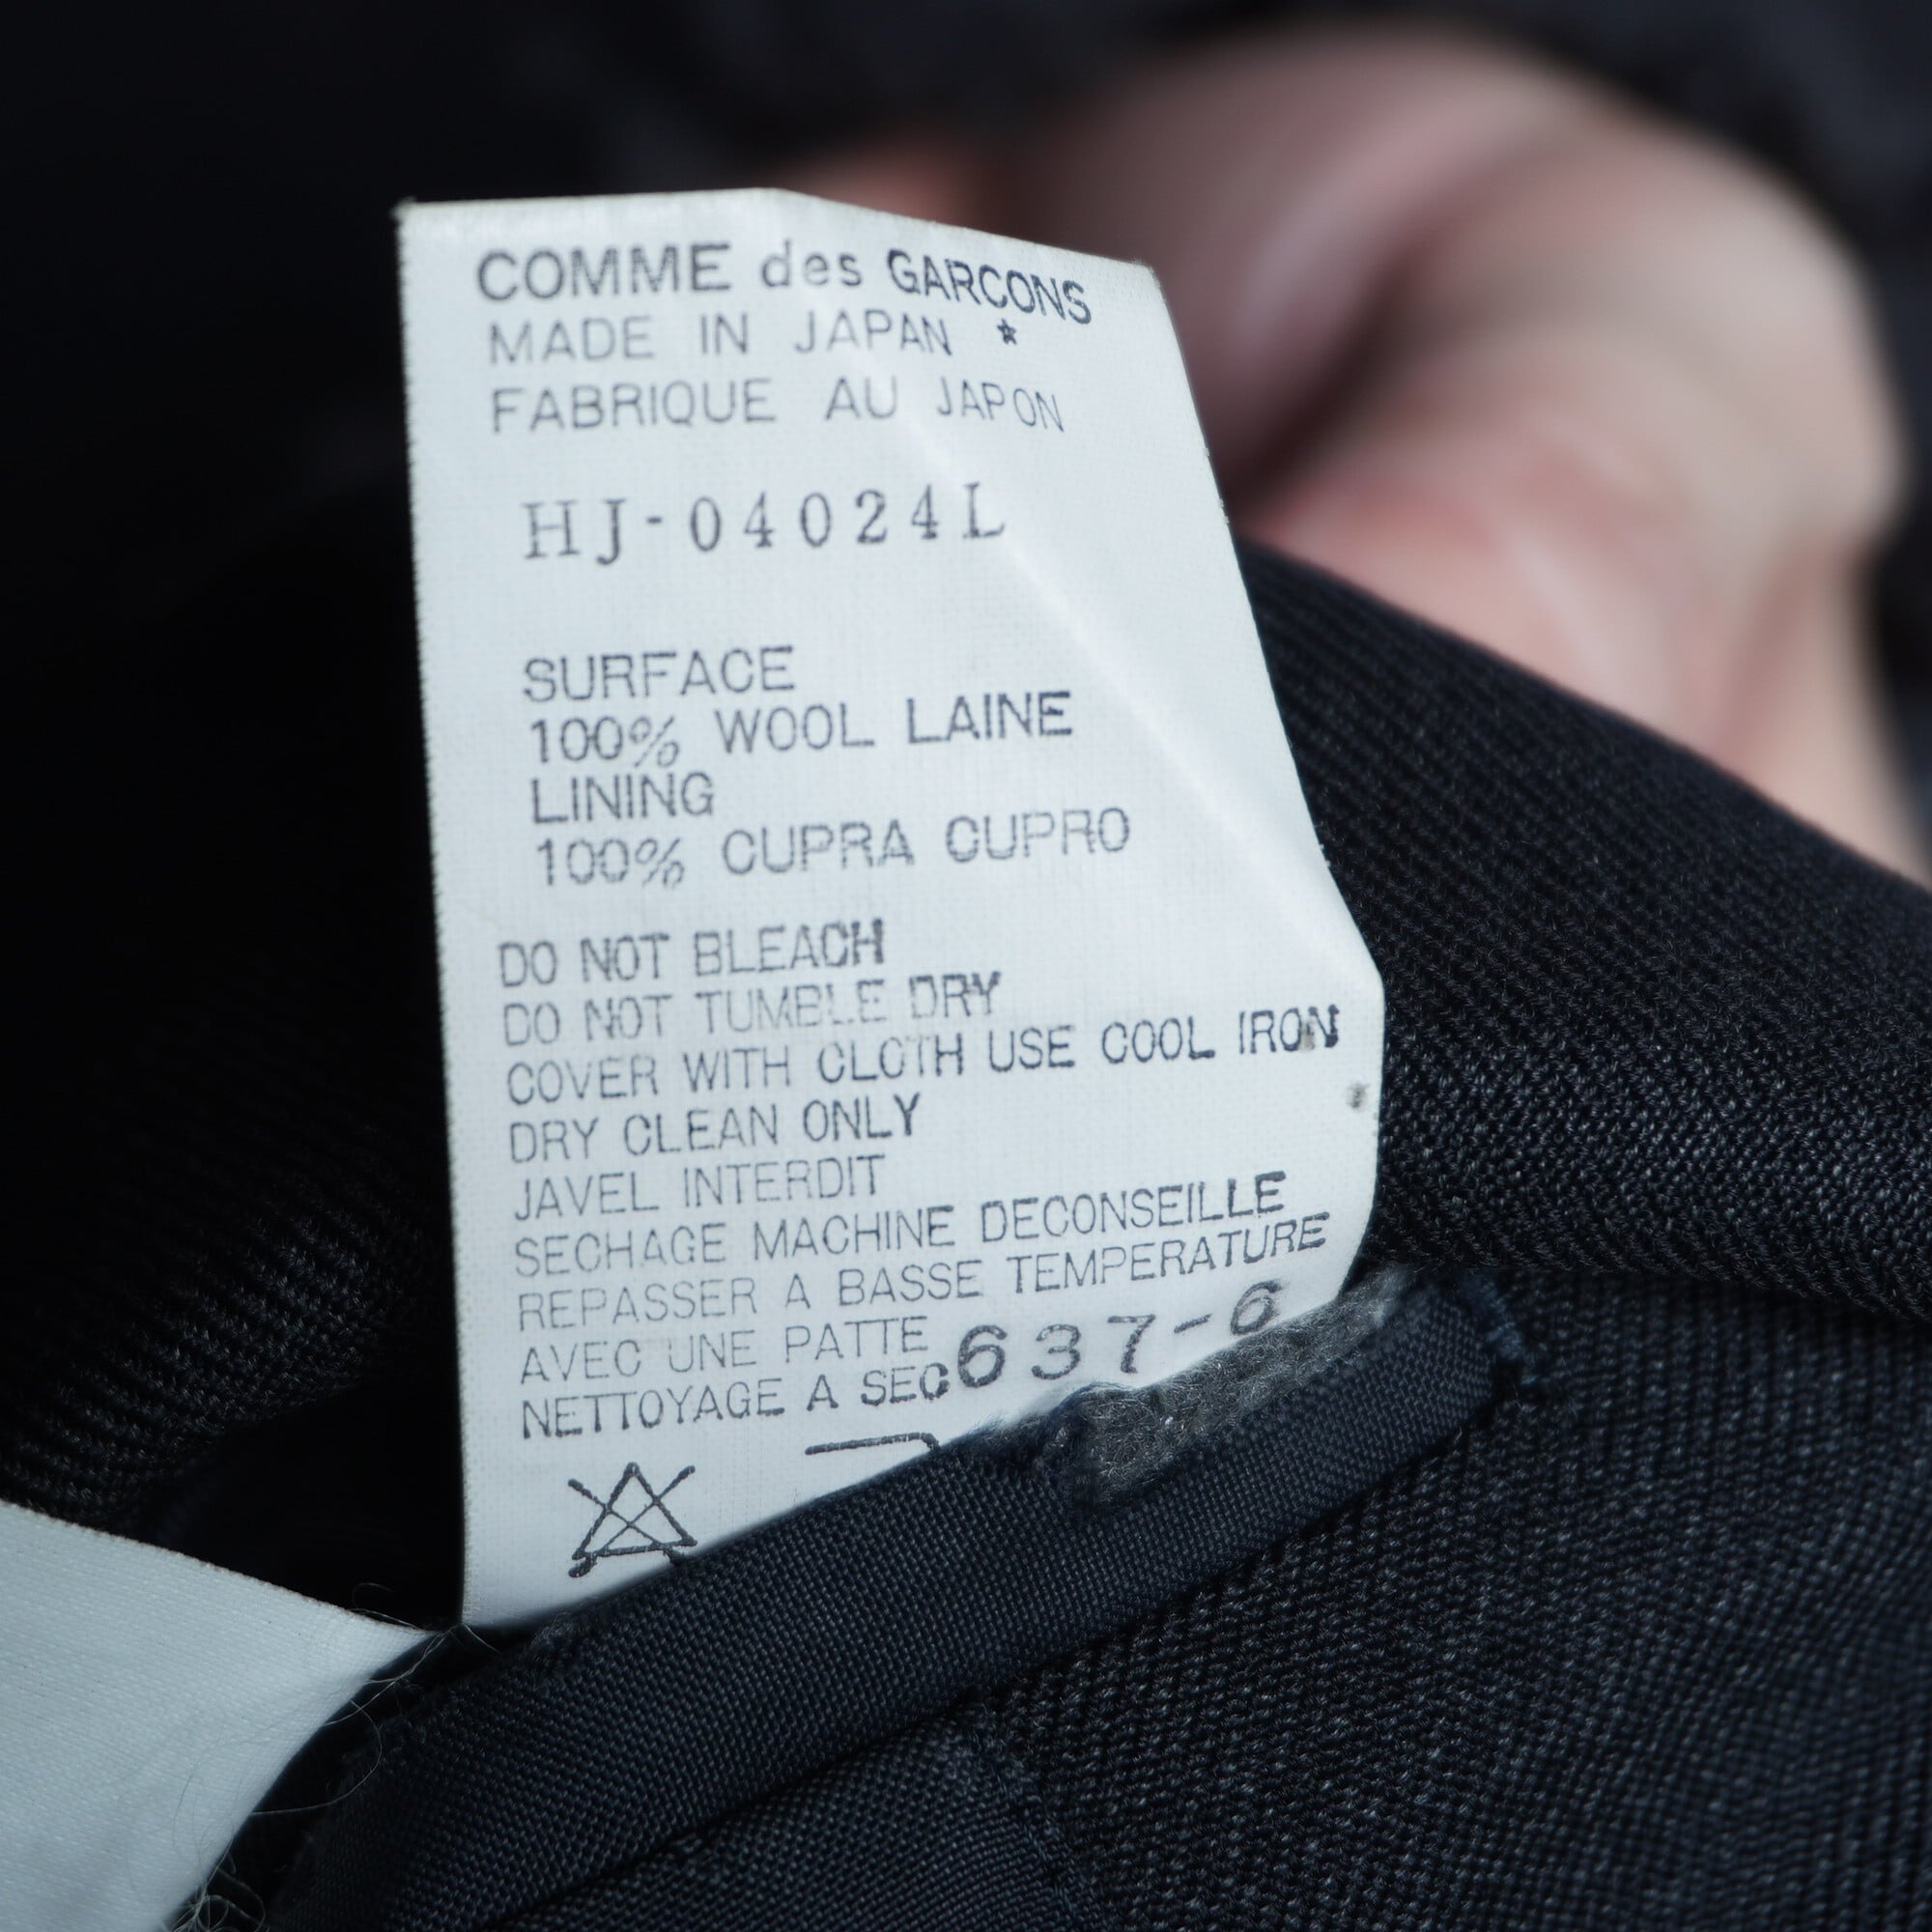 COMME des GARCONS
MADE IN JAPAN *
FABRIQUE AU JAPON
HJ-04024L
SURFACE
100% WOOL LAINE
LINING
100% CUPRA CUPRO
DO NOT BLEACH
DO NOT TUMBLE DRY
COVER WITH CLOTH USE COOL IRON
DRY CLEAN ONLY
JAVEL INTERDIT
SECHAGE MACHINE DECONSEILLE
REPASSER A BASSE TEMPERATURE
AVEC UNE PATTE
NETTOYAGE A SEC 637-6